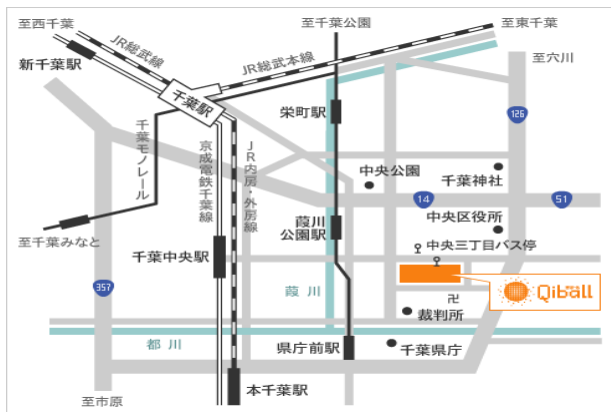 至西千葉
至千葉公園
至東千葉
JR総武線
JR総武本線
至穴川
新千葉駅
千葉駅
栄町駅
126
千葉モノレール
京成電鉄千葉線
JR内房・外房線
中央公園
千葉神社
14
51
葭川
公園駅
中央区役所
至千葉みなと
千葉中央駅
中央三丁目バス停
357
葭川
Qiball
卍
裁判所
都川
県庁前駅
千葉県庁
本千葉駅
至市原